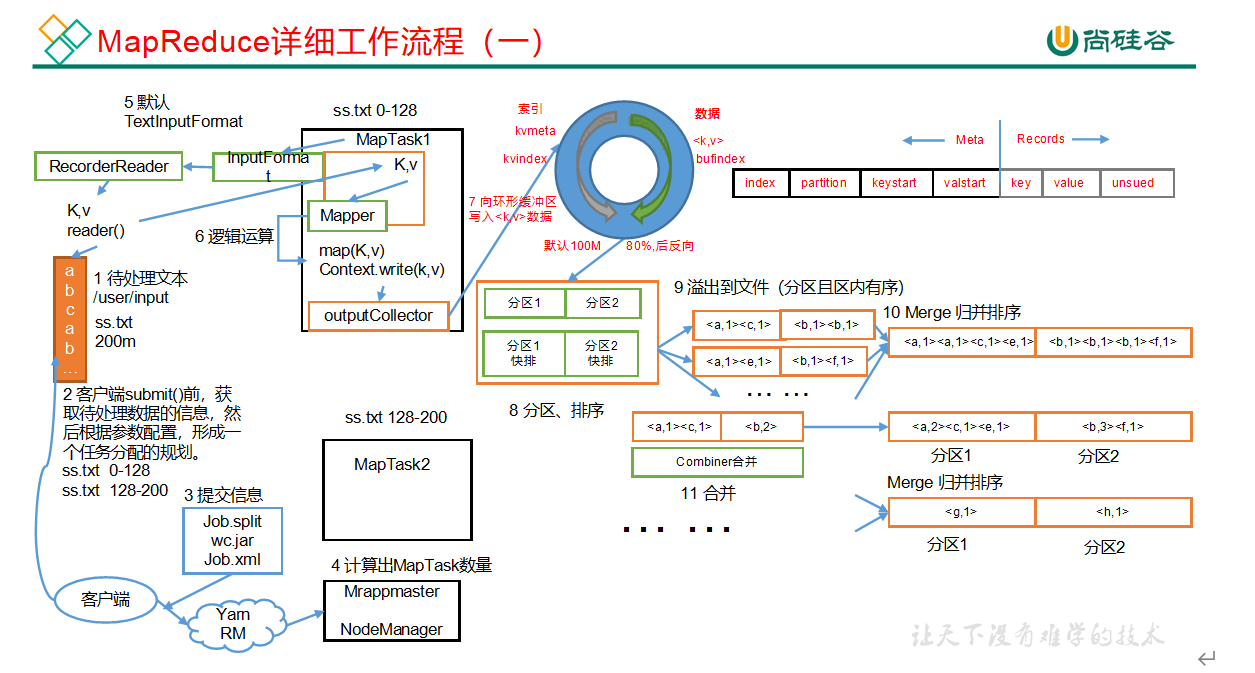 MapReduce详细工作流程（一）
尚硅谷
5 默认
TextInputFormat
ss.txt 0-128
MapTask1
RecorderReader
InputForma
t
K,v
K,v
reader()
Mapper
6 逻辑运算
map(K,v)
Context.write(k,v)
outputCollector
a
b
c
a
b
...
1 待处理文本
/user/input
ss.txt
200m
2 客户端submit()前，获
取待处理数据的信息，然
后根据参数配置，形成一
个任务分配的规划。
ss.txt 0-128
ss.txt 128-200
3 提交信息
Job.split
wc.jar
Job.xml
客户端
Yarn
RM
ss.txt 128-200
MapTask2
4 计算出MapTask数量
Mrappmaster
NodeManager
索引
kvmeta
kvindex
数据
<k,v>
bufindex
7 向环形缓冲区
写入<k,v>数据
默认100M
80%,后反向
Meta
Records
index
partition
keystart
valstart
key
value
unsued
分区1
分区2
分区1
快排
分区2
快排
8 分区、排序
9 溢出到文件（分区且区内有序）
<a,1><c,1>
<b,1><b,1>
<a,1><e,1>
<b,1><f,1>
... ...
10 Merge 归并排序
<a,1><a,1><c,1><e,1>
<b,1><b,1><b,1><f,1>
<a,1><c,1>
<b,2>
Combiner合并
11 合并
... ...
<a,2><c,1><e,1>
<b,3><f,1>
分区1
分区2
Merge 归并排序
<g,1>
<h,1>
分区1
分区2
让天下没有难学的技术